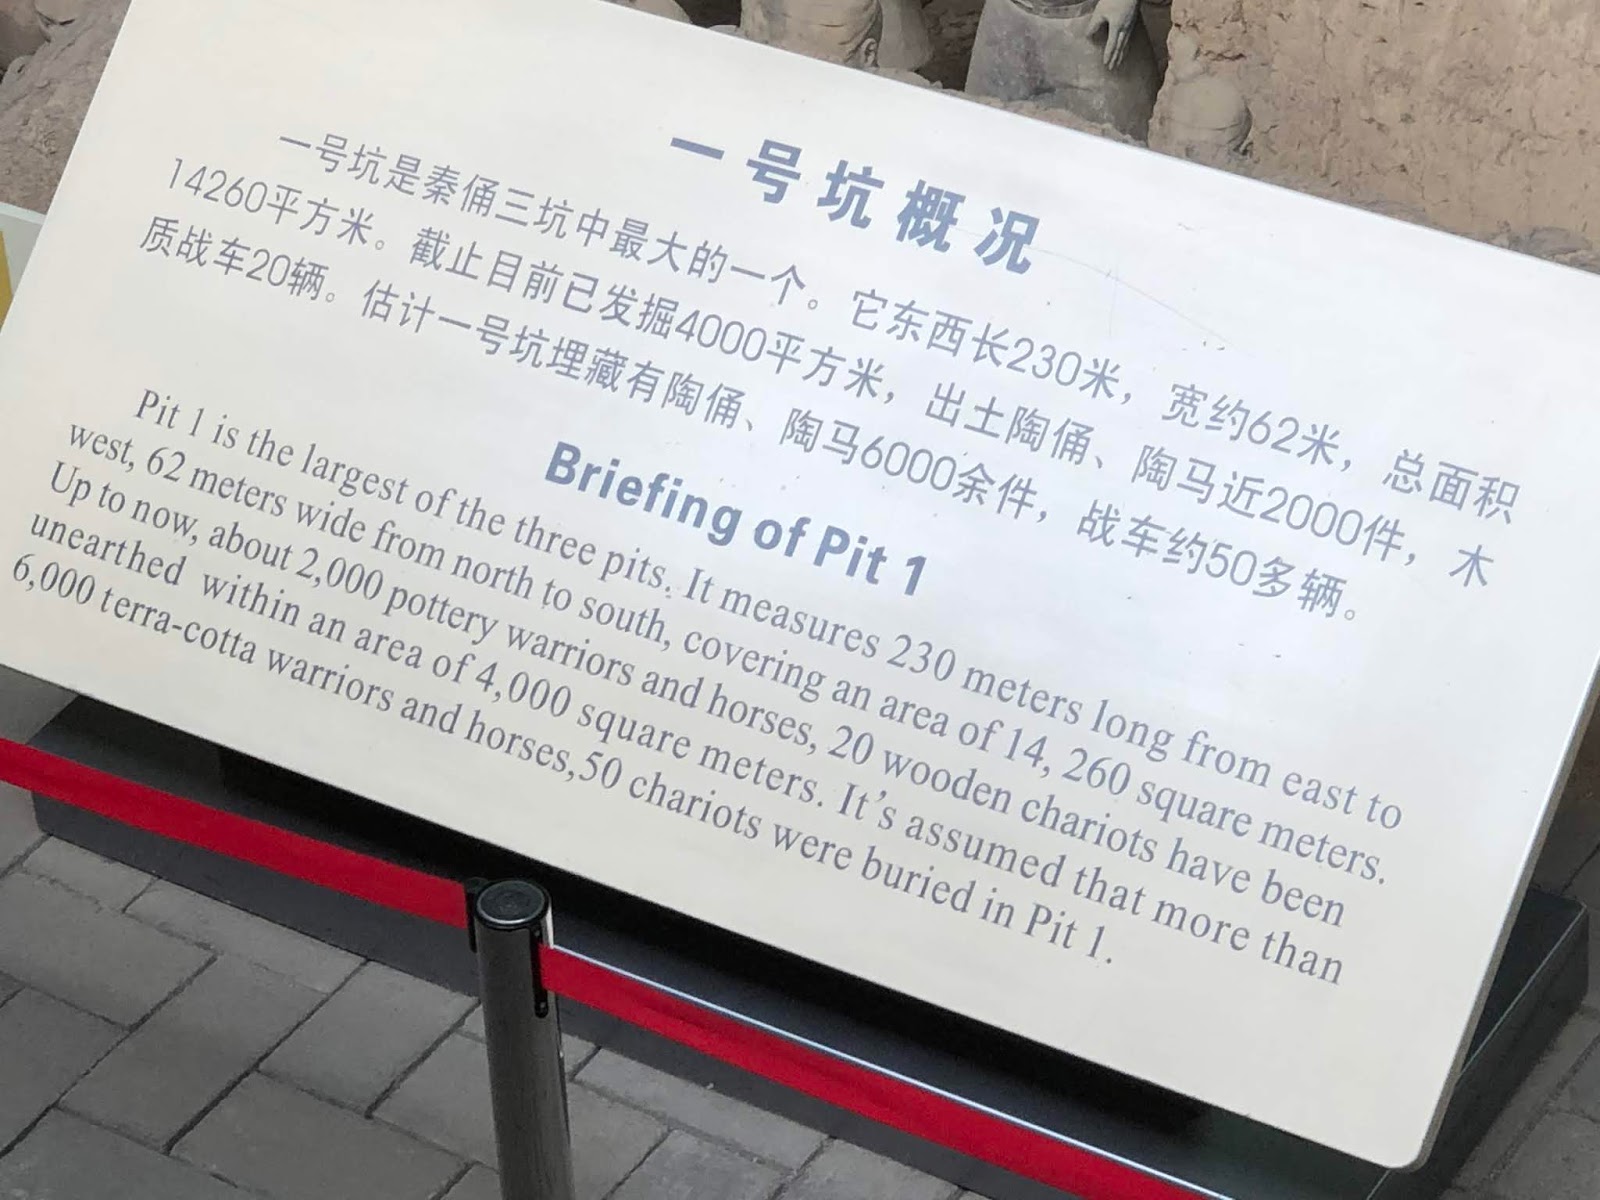 一号坑概况
一号坑是秦俑三坑中最大的一个。它东西长230米，宽约62米，总面积
14260平方米。截止目前已发掘4000平方米，出土陶俑、陶马近2000件，木
质战车20辆。估计一号坑埋藏有陶俑、陶马6000余件，战车约50多辆。
Briefing of Pit 1
Pit 1 is the largest of the three pits. It measures 230 meters long from east to
west, 62 meters wide from north to south, covering an area of 14, 260 square meters.
Up to now, about 2,000 pottery warriors and horses, 20 wooden chariots have been
unearthed within an area of 4,000 square meters. It's assumed that more than
6,000 terra-cotta warriors and horses,50 chariots were buried in Pit 1.